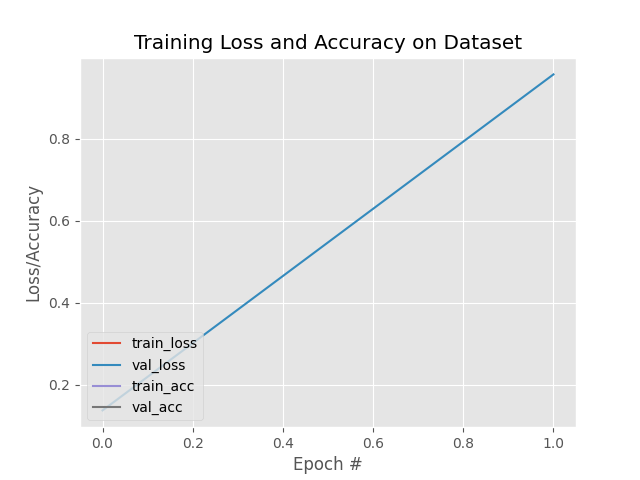 Training Loss and Accuracy on Dataset
Loss/Accuracy
0.8
0.6
0.4
0.2
train_loss
val_loss
train_acc
val_acc
0.0 0.2 0.4 0.6 0.8 1.0
Epoch #